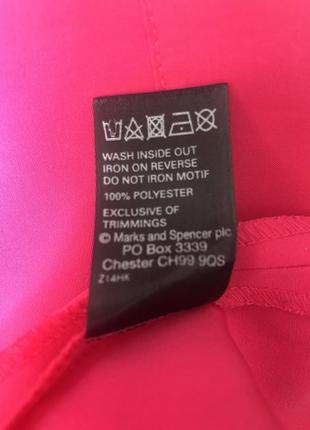 WASH INSIDE OUT
IRON ON REVERSE
DO NOT IRON MOTIF
100% POLYESTER
EXCLUSIVE OF
TRIMMINGS
© Marks and Spencer plc
PO Box 3339
Chester CH99 9QS
Z14HK